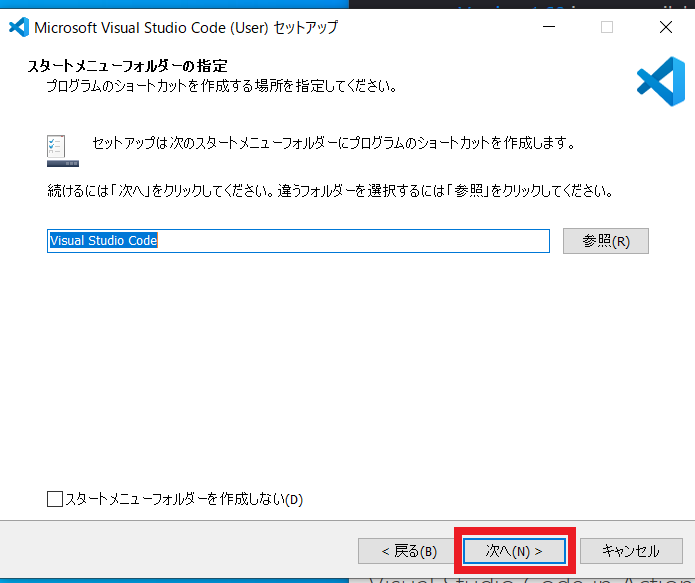 Microsoft Visual Studio Code (User) セットアップ
スタートメニューフォルダーの指定
プログラムのショートカットを作成する場所を指定してください。
セットアップは次のスタートメニューフォルダーにプログラムのショートカットを作成します。
続けるには「次へ」をクリックしてください。違うフォルダーを選択するには「参照」をクリックしてください。
Visual Studio Code
参照(R)
スタートメニューフォルダーを作成しない(D)
< 戻る(B)
次へ(N) >
キャンセル
Visual Studio Code in Action